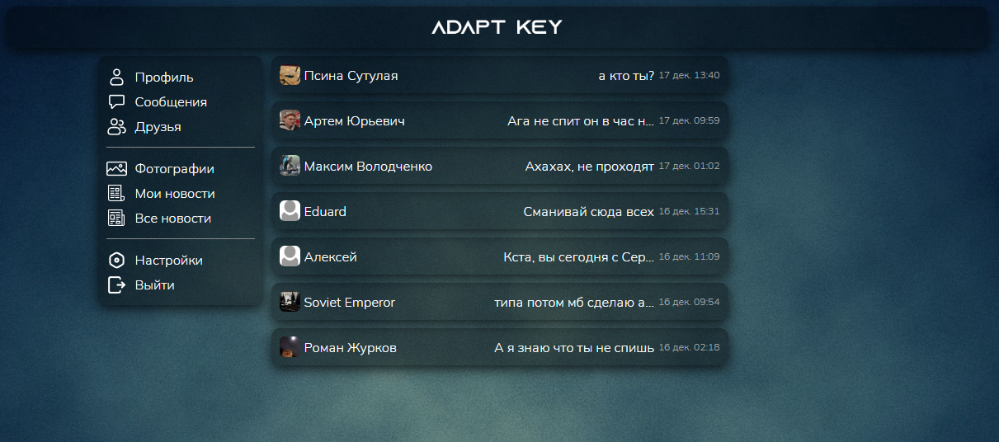 ADAPT KEY
Профиль
Сообщения
Друзья
Фотографии
Мои новости
Все новости
Настройки
Выйти
Псина Сутулая а кто ты? 17 дек. 13:40
Артем Юрьевич Ага не спит он в час н... 17 дек. 09:59
Максим Володченко Ахахах, не проходят 17 дек. 01:02
Eduard Сманивай сюда всех 16 дек. 15:31
Алексей Кста, вы сегодня с Сер... 16 дек. 11:09
Soviet Emperor типа потом мб сделаю а... 16 дек. 09:54
Роман Журков А я знаю что ты не спишь 16 дек. 02:18